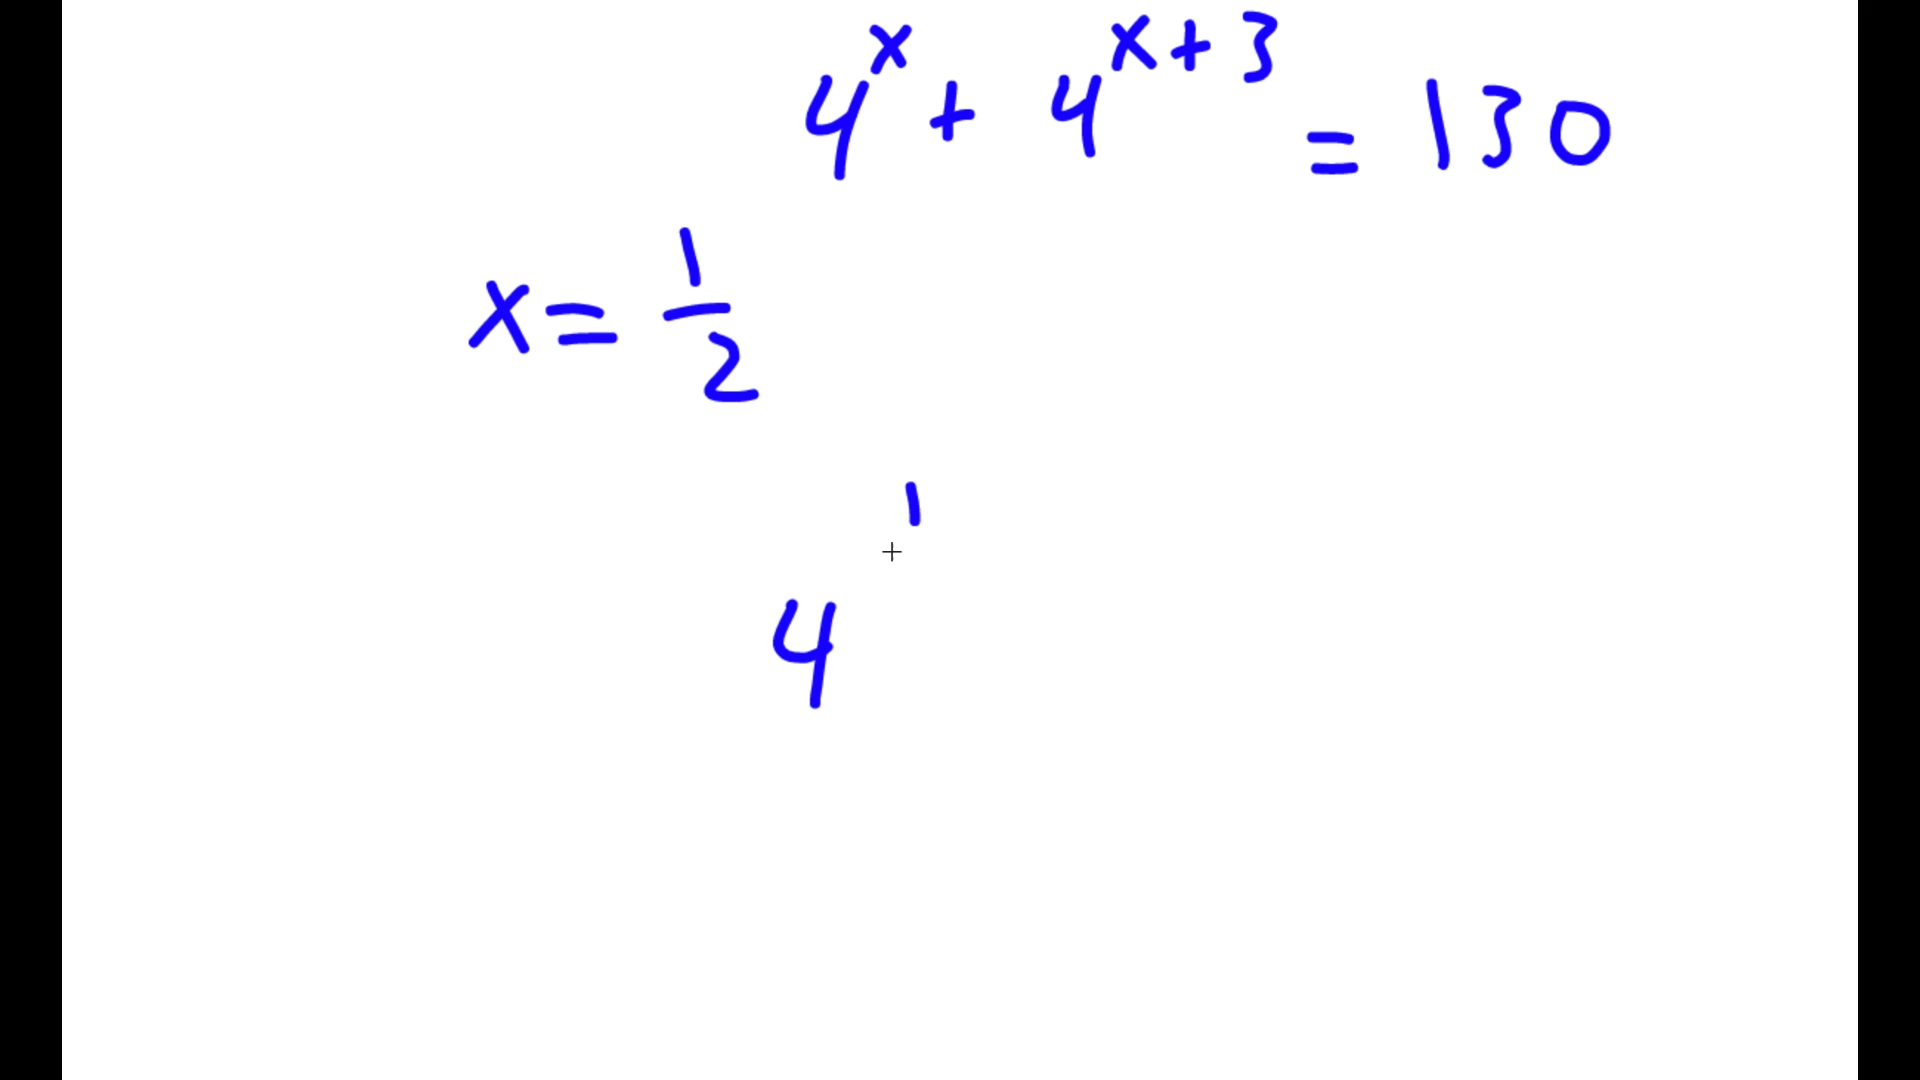 4^x + 4^{x+3} = 130
x = 1/2
4^1